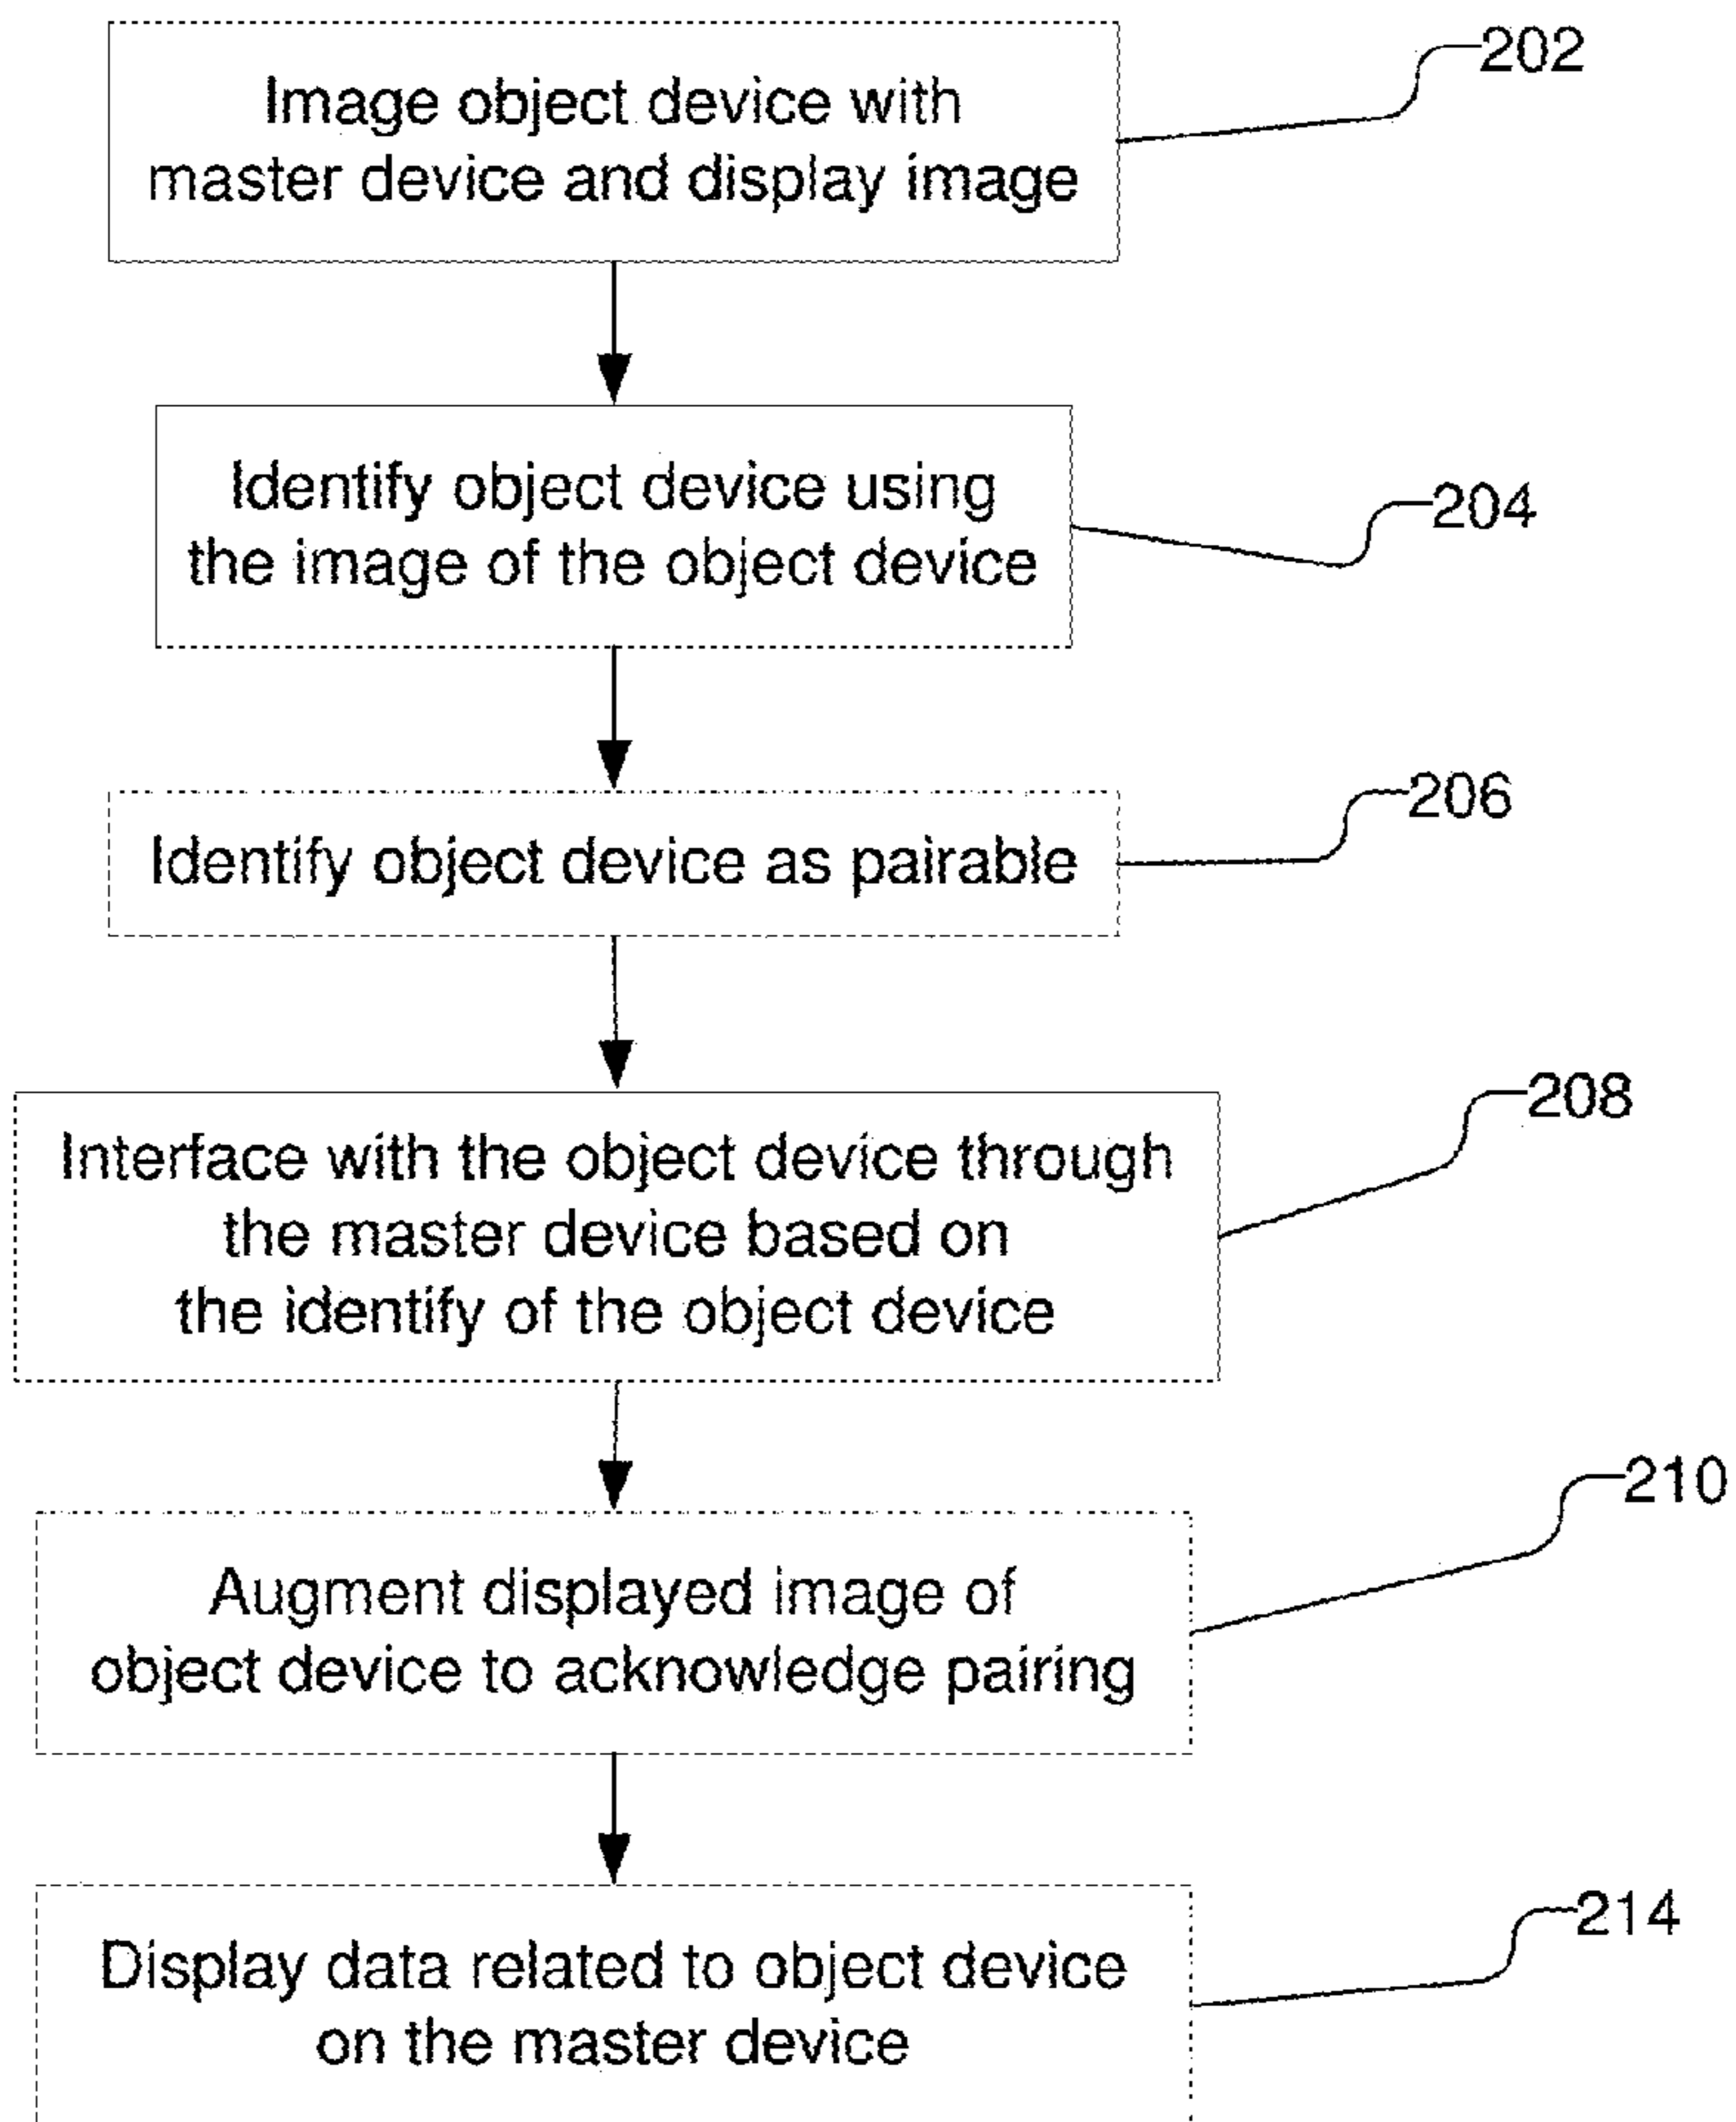 Image object device with
master device and display image
202
Identify object device using
the image of the object device
204
Identify object device as pairable
206
Interface with the object device through
the master device based on
the identify of the object device
208
Augment displayed image of
object device to acknowledge pairing
210
Display data related to object device
on the master device
214